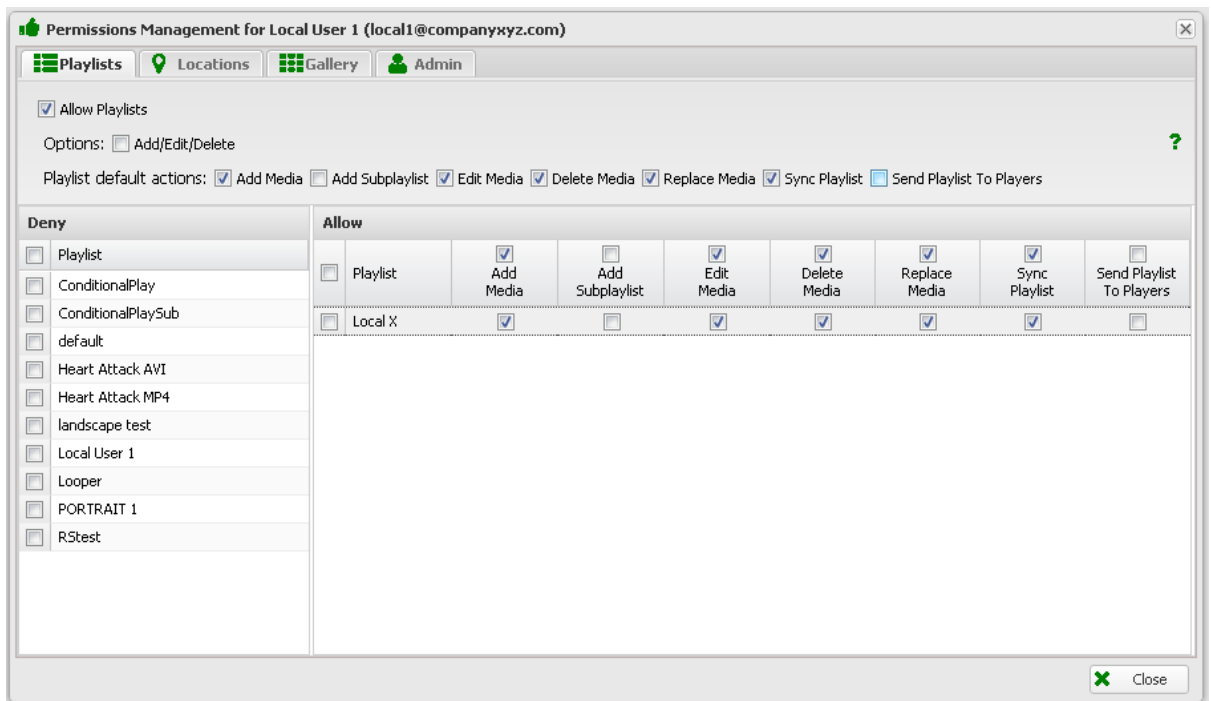 Permissions Management for Local User 1 (local1@companyxyz.com)
Playlists Locations Gallery Admin
Allow Playlists
Options: Add/Edit/Delete
?
Playlist default actions: Add Media Add Subplaylist Edit Media Delete Media Replace Media Sync Playlist Send Playlist To Players
Deny
Playlist
ConditionalPlay
ConditionalPlaySub
default
Heart Attack AVI
Heart Attack MP4
landscape test
Local User 1
Looper
PORTRAIT 1
RStest
Allow
Playlist
Add
Media
Add
Subplaylist
Edit
Media
Delete
Media
Replace
Media
Sync
Playlist
Send Playlist
To Players
Local X
Close